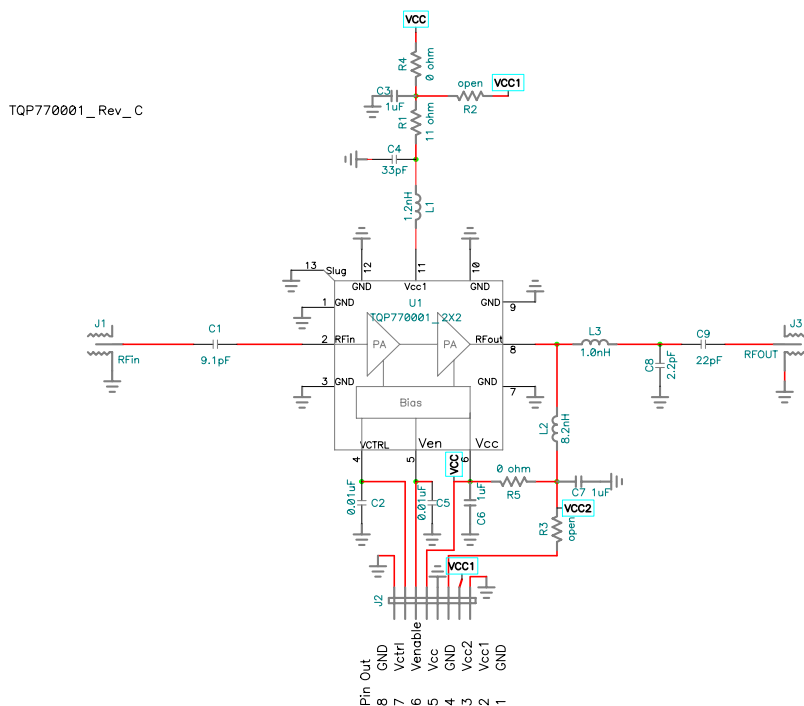 VCC
R4
0 ohm
C3
1uF
open
R2
VCC1
TQP770001_Rev_C
R1
11 ohm
C4
33pF
1.2nH
L1
13
Slug
12
GND
11
Vcc1
10
GND
1
GND
U1
TQP770001_2X2
GND
9
J1
RFin
C1
9.1pF
2
RFin
PA
PA
RFout
8
L3
1.0nH
C8
2.2pF
C9
22pF
J3
RFOUT
3
GND
GND
7
Bias
L2
8.2nH
VCTRL
Ven
Vcc
4
5
6
VCC
0.01uF
C2
0.01uF
C5
1uF
C6
0 ohm
R5
C7
1uF
VCC2
R3
open
VCC1
J2
Pin Out
8 GND
7 Vctrl
6 Venable
5 Vcc
4 GND
3 Vcc2
2 Vcc1
1 GND